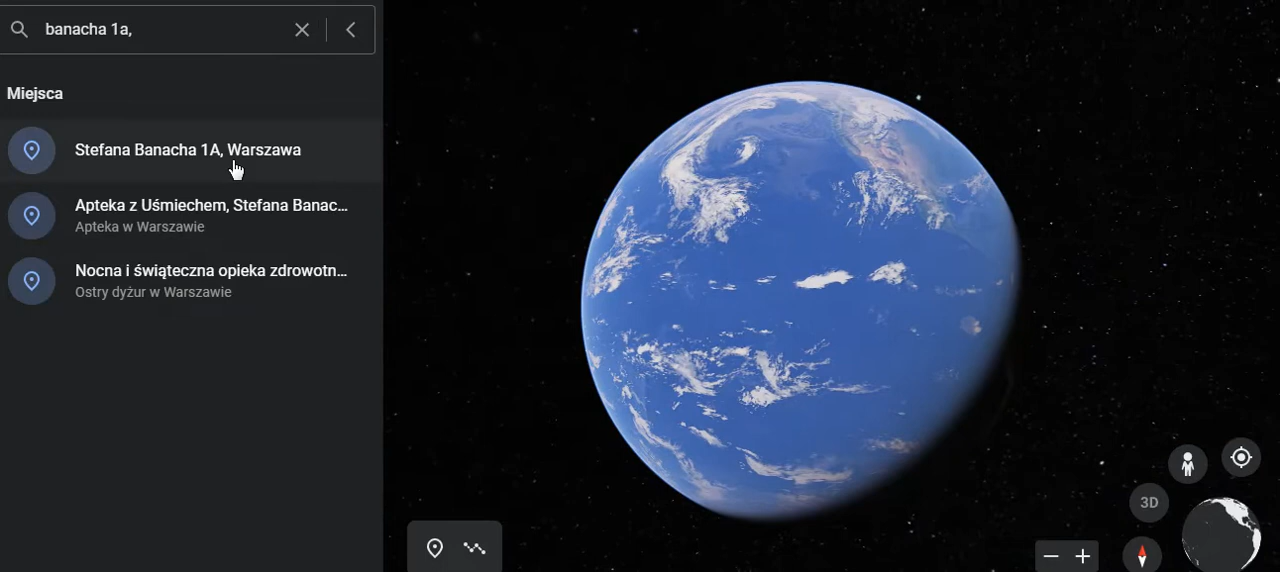 banacha 1a,
Miejsca
Stefana Banacha 1A, Warszawa
Apteka z Uśmiechem, Stefana Banac...
Apteka w Warszawie
Nocna i świąteczna opieka zdrowotn...
Ostry dyżur w Warszawie
3D